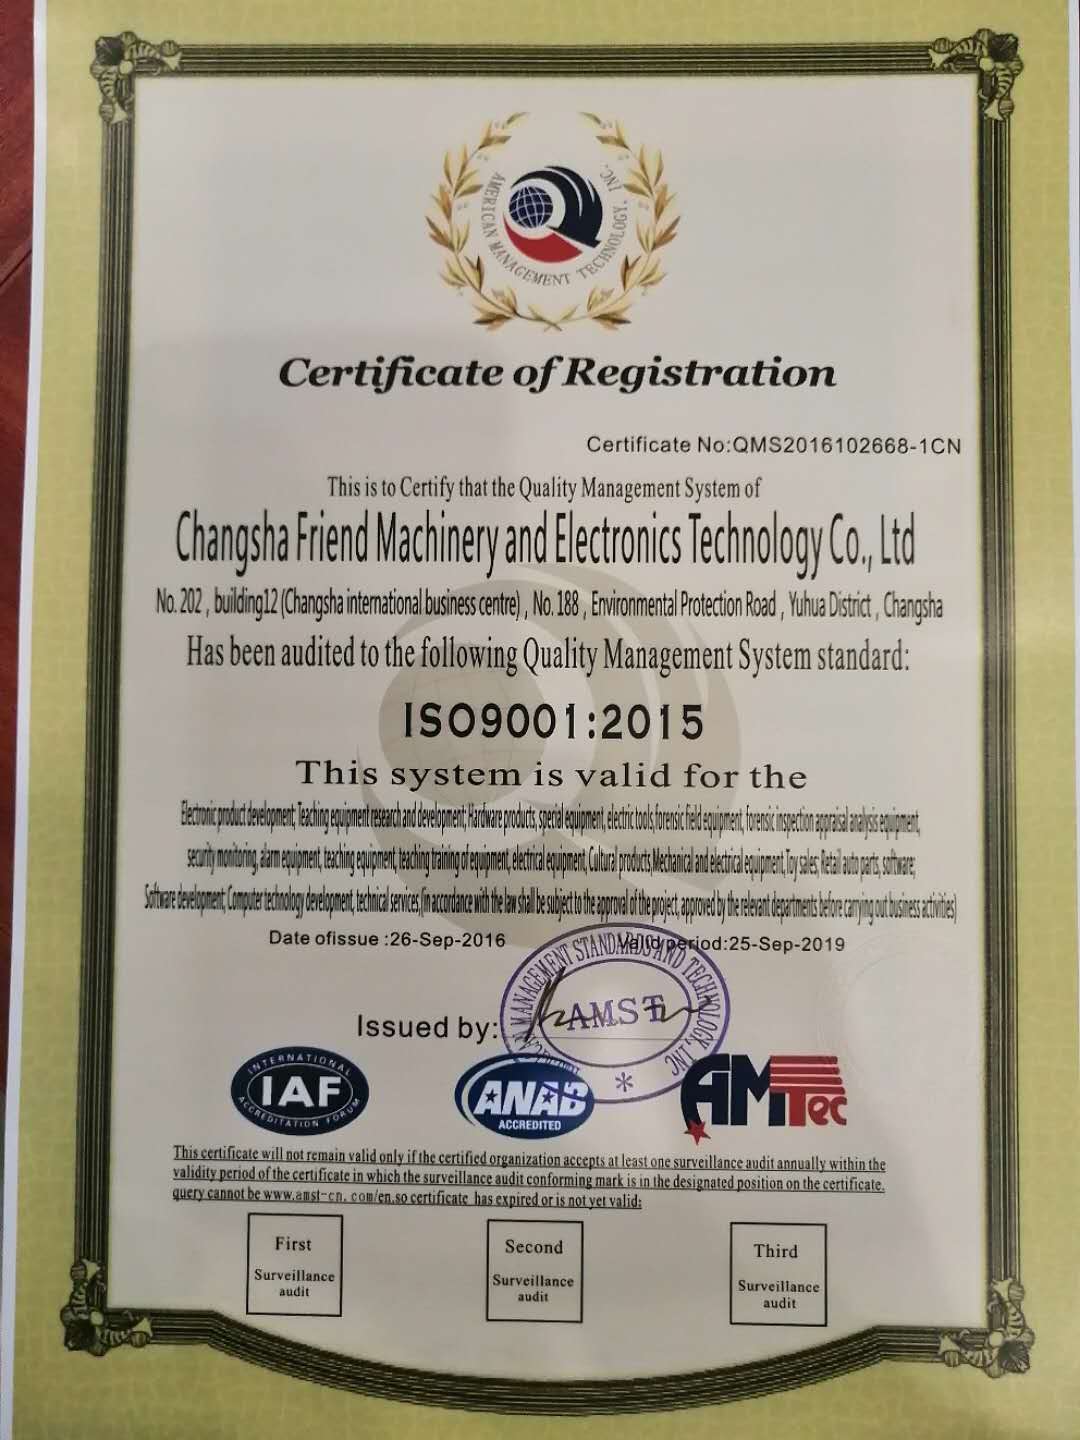 AMERICAN MANAGEMENT TECHNOLOGY, INC.
Certificate of Registration
Certificate No:QMS2016102668-1CN
This is to Certify that the Quality Management System of
Changsha Friend Machinery and Electronics Technology Co., Ltd
No. 202 , building12 (Changsha international business centre) , No. 188 , Environmental Protection Road , Yuhua District , Changsha
Has been audited to the following Quality Management System standard:
ISO9001:2015
This system is valid for the
Electronic product development; Teaching equipment research and development; Hardware products, special equipment, electric tools, forensic field equipment, forensic inspection appraisal analysis equipment,
security monitoring, alarm equipment, teaching equipment, teaching training of equipment, electrical equipment, Cultural products,Mechanical and electrical equipment,Toy sales; Retail auto parts, software;
Software development; Computer technology development, technical services,(in accordance with the law shall be subject to the approval of the project, approved by the relevant departments before carrying out business activities)
Date ofissue :26-Sep-2016 Valid period:25-Sep-2019
MANAGEMENT STANDARDS AND TECHNOLOGY, INC
AMST
*
Issued by:
INTERNATIONAL
IAF
ACCREDITATION FORUM
ANAB
ACCREDITED
AMTec
This certificate will not remain valid only if the certified organization accepts at least one surveillance audit annually within the
validity period of the certificate in which the surveillance audit conforming mark is in the designated position on the certificate.
query cannot be www.amst-cn. com/en.so certificate has expired or is not yet valid:
First
Surveillance
audit
Second
Surveillance
audit
Third
Surveillance
audit